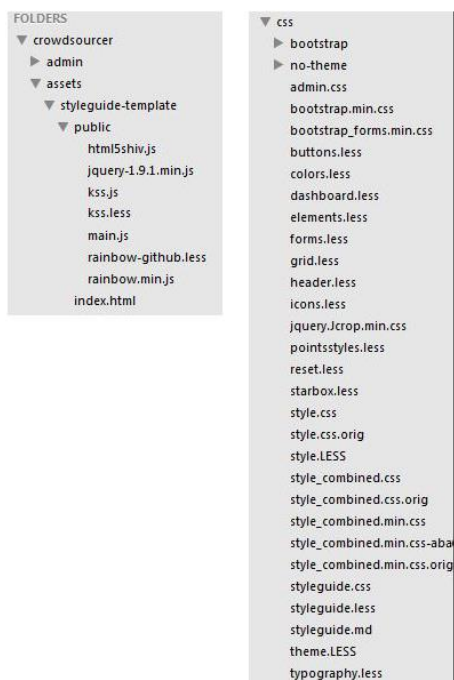 FOLDERS
crowdsourcer
admin
assets
styleguide-template
public
html5shiv.js
jquery-1.9.1.min.js
kss.js
kss.less
main.js
rainbow-github.less
rainbow.min.js
index.html
css
bootstrap
no-theme
admin.css
bootstrap.min.css
bootstrap_forms.min.css
buttons.less
colors.less
dashboard.less
elements.less
forms.less
grid.less
header.less
icons.less
jquery.Jcrop.min.css
pointsstyles.less
reset.less
starbox.less
style.css
style.css.orig
style.LESS
style_combined.css
style_combined.css.orig
style_combined.min.css
style_combined.min.css-aba
style_combined.min.css.orig
styleguide.css
styleguide.less
styleguide.md
theme.LESS
typography.less